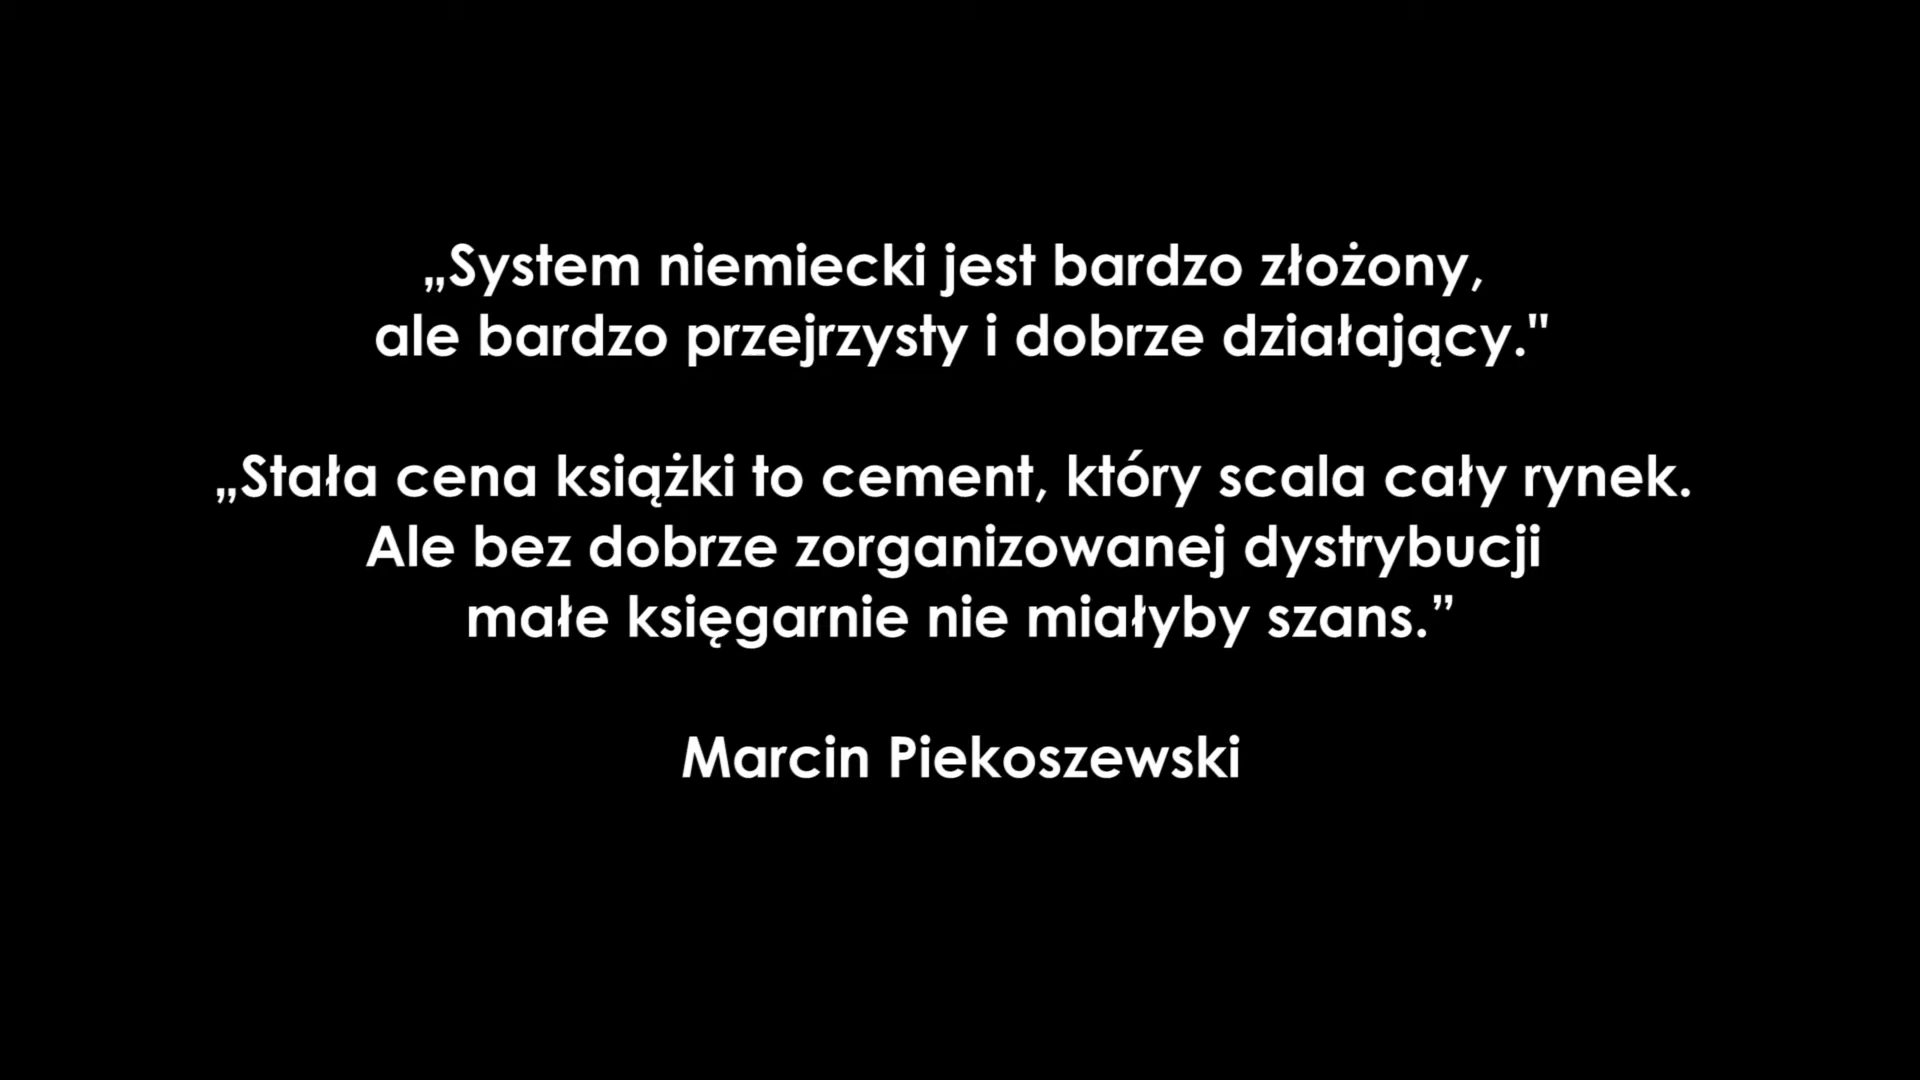 „System niemiecki jest bardzo złożony,
ale bardzo przejrzysty i dobrze działający."
„Stała cena książki to cement, który scala cały rynek.
Ale bez dobrze zorganizowanej dystrybucji
małe księgarnie nie miałyby szans.”
Marcin Piekoszewski